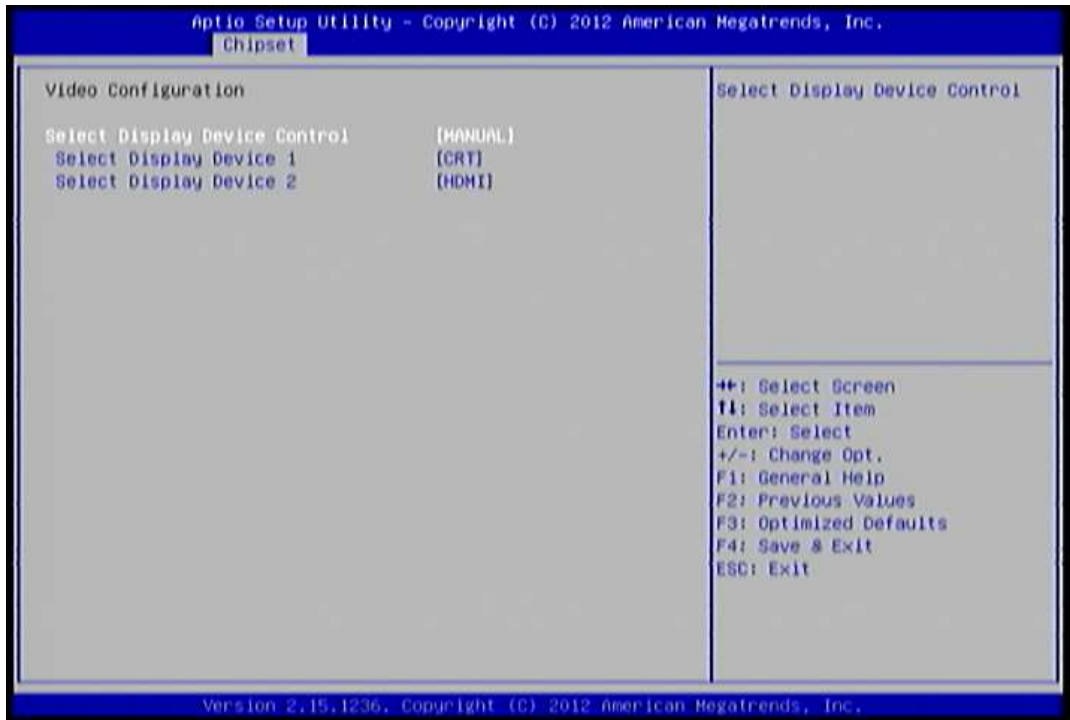 Aptio Setup Utility - Copyright (C) 2012 American Megatrends, Inc.
Chipset
Video Configuration
Select Display Device Control [MANUAL]
Select Display Device 1 [CRT]
Select Display Device 2 [HDMI]
Select Display Device Control
→←: Select Screen
↑↓: Select Item
Enter: Select
+/-: Change Opt.
F1: General Help
F2: Previous Values
F3: Optimized Defaults
F4: Save & Exit
ESC: Exit
Version 2.15.1236. Copyright (C) 2012 American Megatrends, Inc.